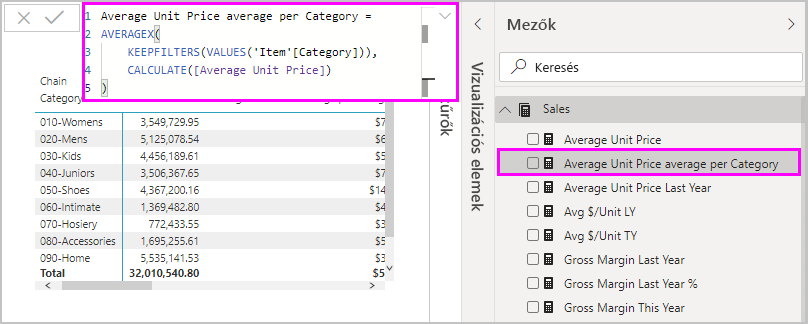 1 Average Unit Price average per Category =
2 AVERAGEX(
3 KEEPFILTERS(VALUES('Item'[Category])),
4 CALCULATE([Average Unit Price])
5 )
Chain
Category
010-Womens 3,549,729.95 $7
020-Mens 5,125,078.54 $6
030-Kids 4,456,189.61 $5
040-Juniors 3,506,367.65 $7
050-Shoes 4,367,200.16 $14
060-Intimate 1,369,482.80 $4
070-Hosiery 772,433.55 $3
080-Accessories 1,695,255.61 $5
090-Home 5,535,141.53 $3
Total 32,010,540.80 $5
Vizualizációs elemek
Mezők
Keresés
Sales
Average Unit Price
Average Unit Price average per Category
Average Unit Price Last Year
Avg $/Unit LY
Avg $/Unit TY
Gross Margin Last Year
Gross Margin Last Year %
Gross Margin This Year